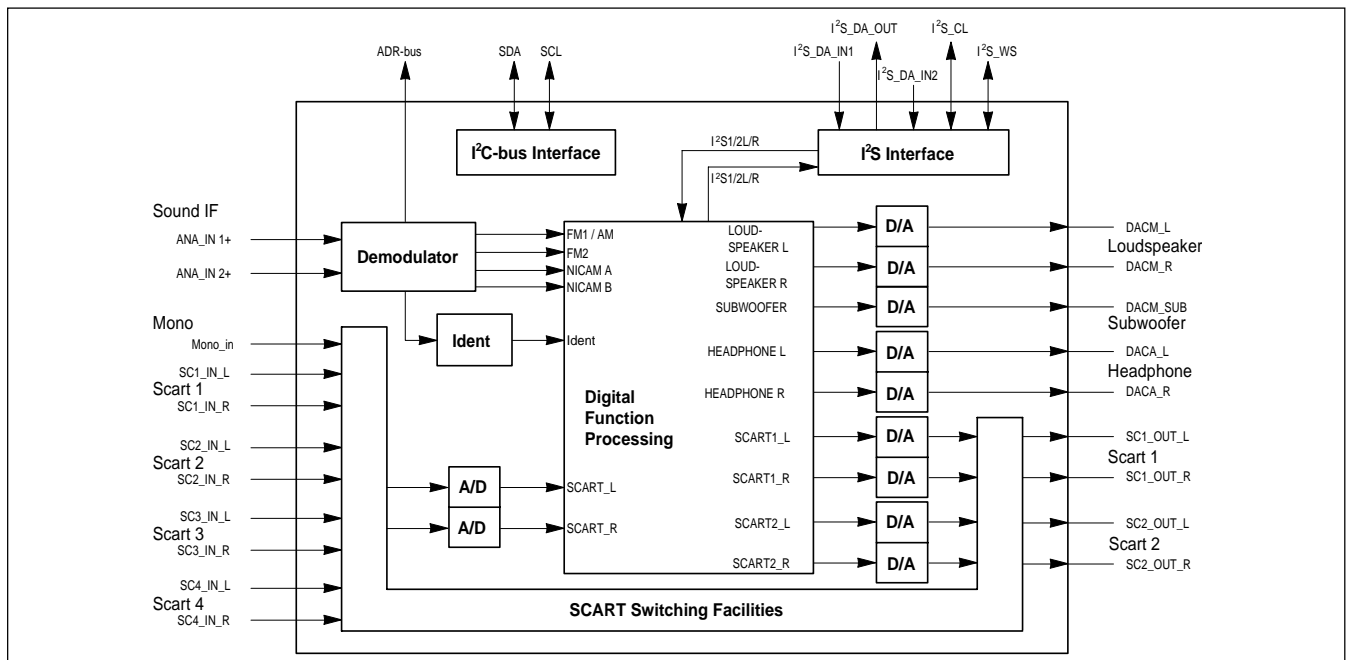 ADR-bus
SDA
SCL
I²S_DA_IN1
I²S_DA_OUT
I²S_DA_IN2
I²S_CL
I²S_WS
I²C-bus Interface
I²S Interface
I²S1/2L/R
I²S1/2L/R
Sound IF
ANA_IN 1+
ANA_IN 2+
Demodulator
FM1 / AM
FM2
NICAM A
NICAM B
Ident
Ident
Mono
Mono_in
SC1_IN_L
Scart 1
SC1_IN_R
SC2_IN_L
Scart 2
SC2_IN_R
SC3_IN_L
Scart 3
SC3_IN_R
SC4_IN_L
Scart 4
SC4_IN_R
A/D
A/D
SCART_L
SCART_R
Digital
Function
Processing
LOUD-
SPEAKER L
LOUD-
SPEAKER R
SUBWOOFER
HEADPHONE L
HEADPHONE R
SCART1_L
SCART1_R
SCART2_L
SCART2_R
D/A
D/A
D/A
D/A
D/A
D/A
D/A
D/A
D/A
DACM_L
Loudspeaker
DACM_R
DACM_SUB
Subwoofer
DACA_L
Headphone
DACA_R
SC1_OUT_L
Scart 1
SC1_OUT_R
SC2_OUT_L
Scart 2
SC2_OUT_R
SCART Switching Facilities